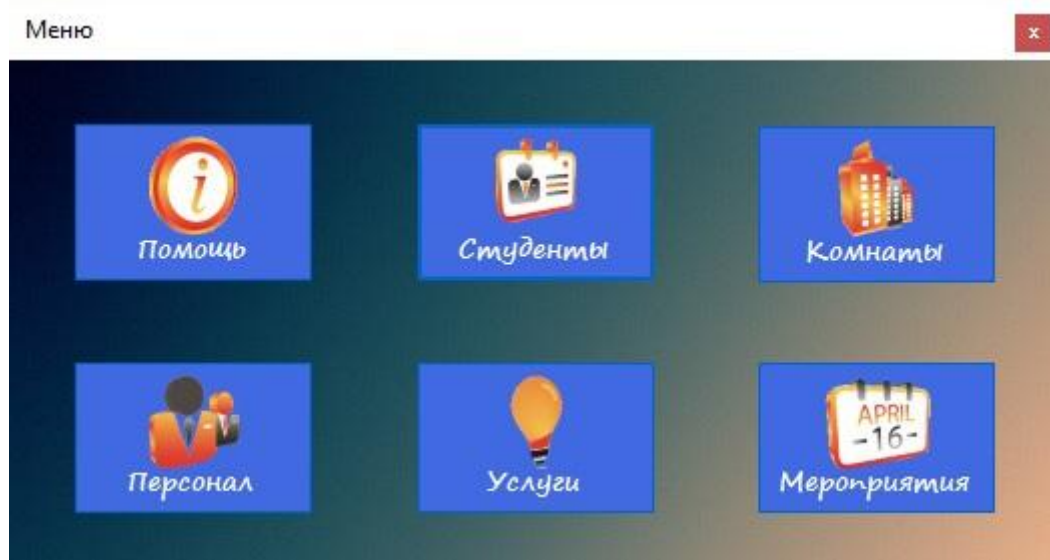 Меню
x
Помощь
Студенты
Комнаты
Персонал
Услуги
APRIL
-16-
Мероприятия